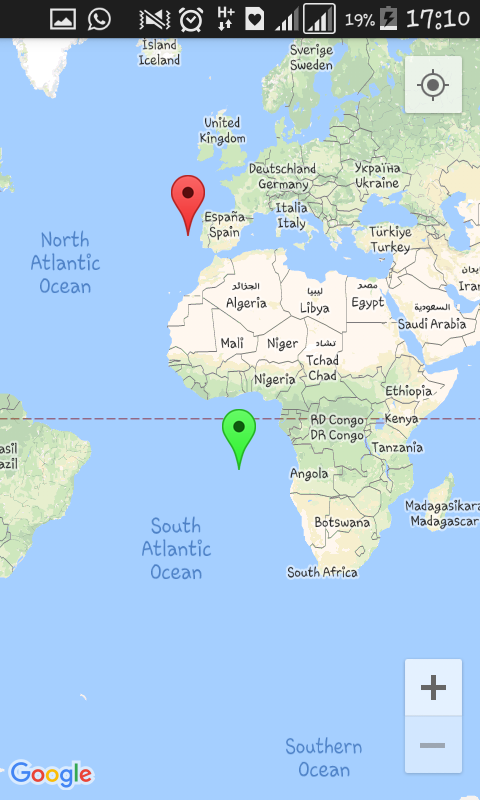 H+
19%
17:10
Ísland
Iceland
Sverige
Sweden
United
Kingdom
Deutschland
Germany
Україна
Ukraine
España
Spain
Italia
Italy
Türkiye
Turkey
North
Atlantic
Ocean
الجزائر
Algeria
ليبيا
Libya
مصر
Egypt
السعودية
Saudi Arabia
Iran
Mali
Niger
تشاد
Tchad
Chad
Nigeria
Ethiopia
RD Congo
DR Congo
Kenya
Tanzania
asil
azil
Angola
Madagasikara
Madagascar
Botswana
South
Atlantic
Ocean
South Africa
Southern
Ocean
Google